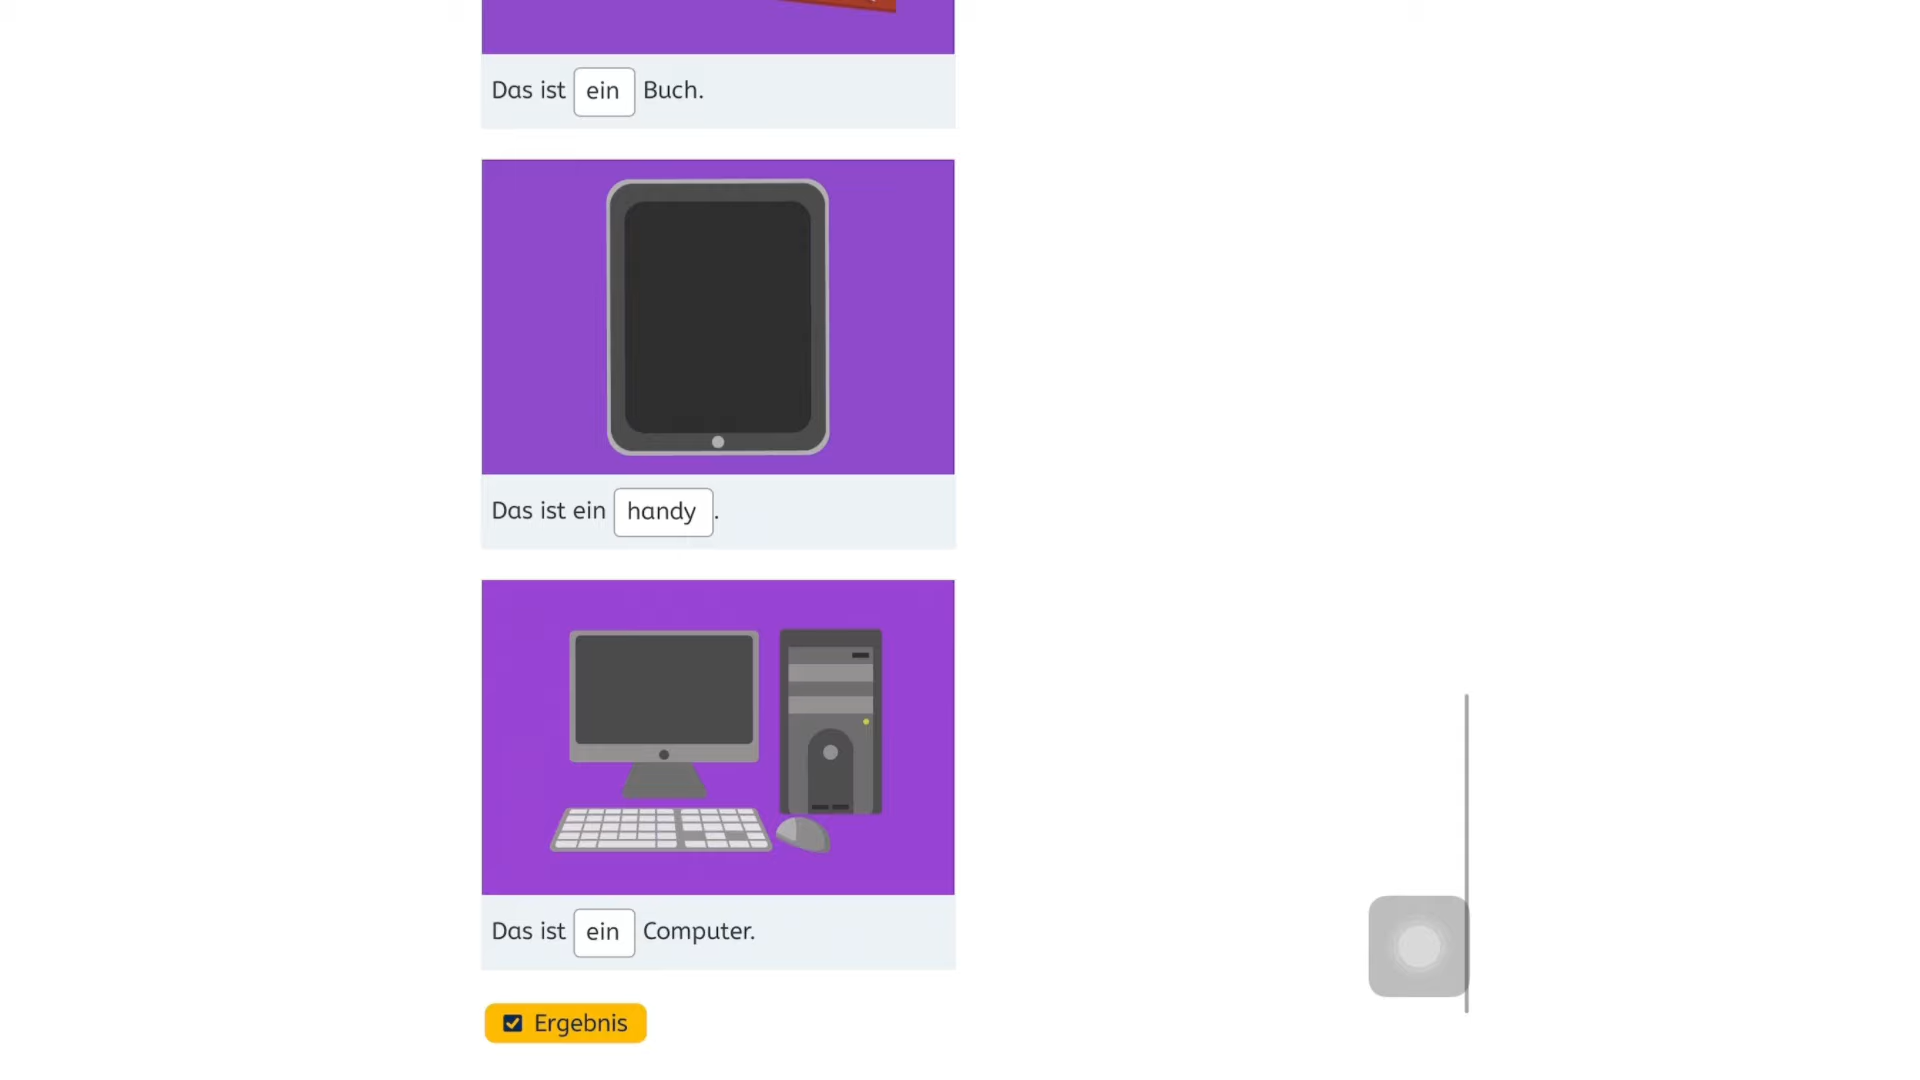 Das ist ein Buch.
Das ist ein handy.
Das ist ein Computer.
Ergebnis